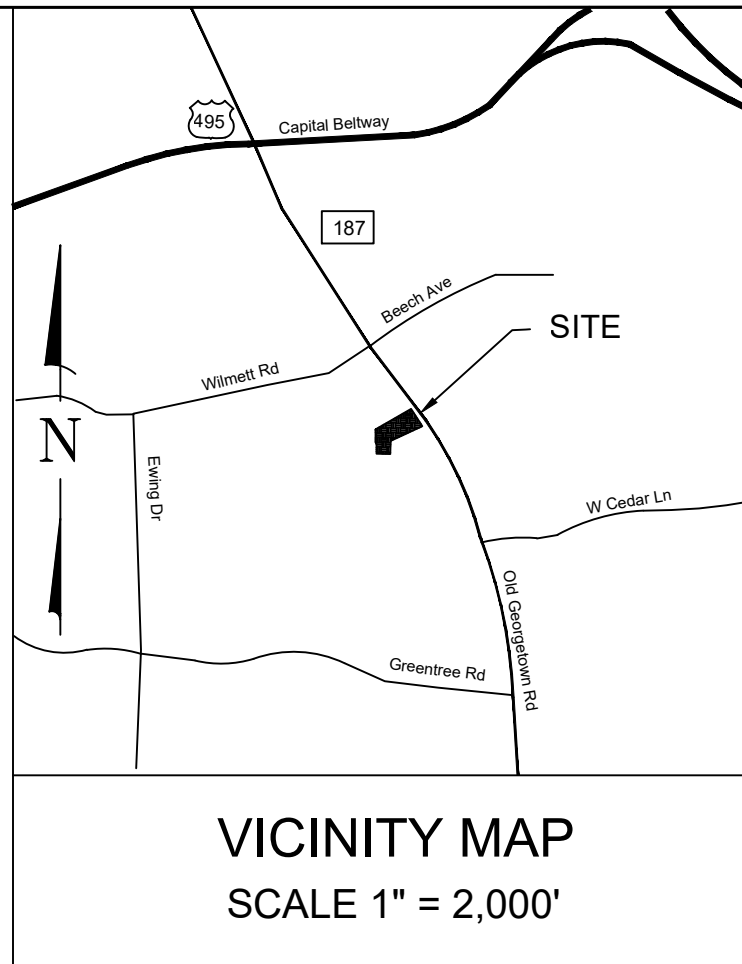 495
Capital Beltway
187
Beech Ave
SITE
Wilmett Rd
N
Ewing Dr
W Cedar Ln
Old Georgetown Rd
Greentree Rd
VICINITY MAP
SCALE 1" = 2,000'